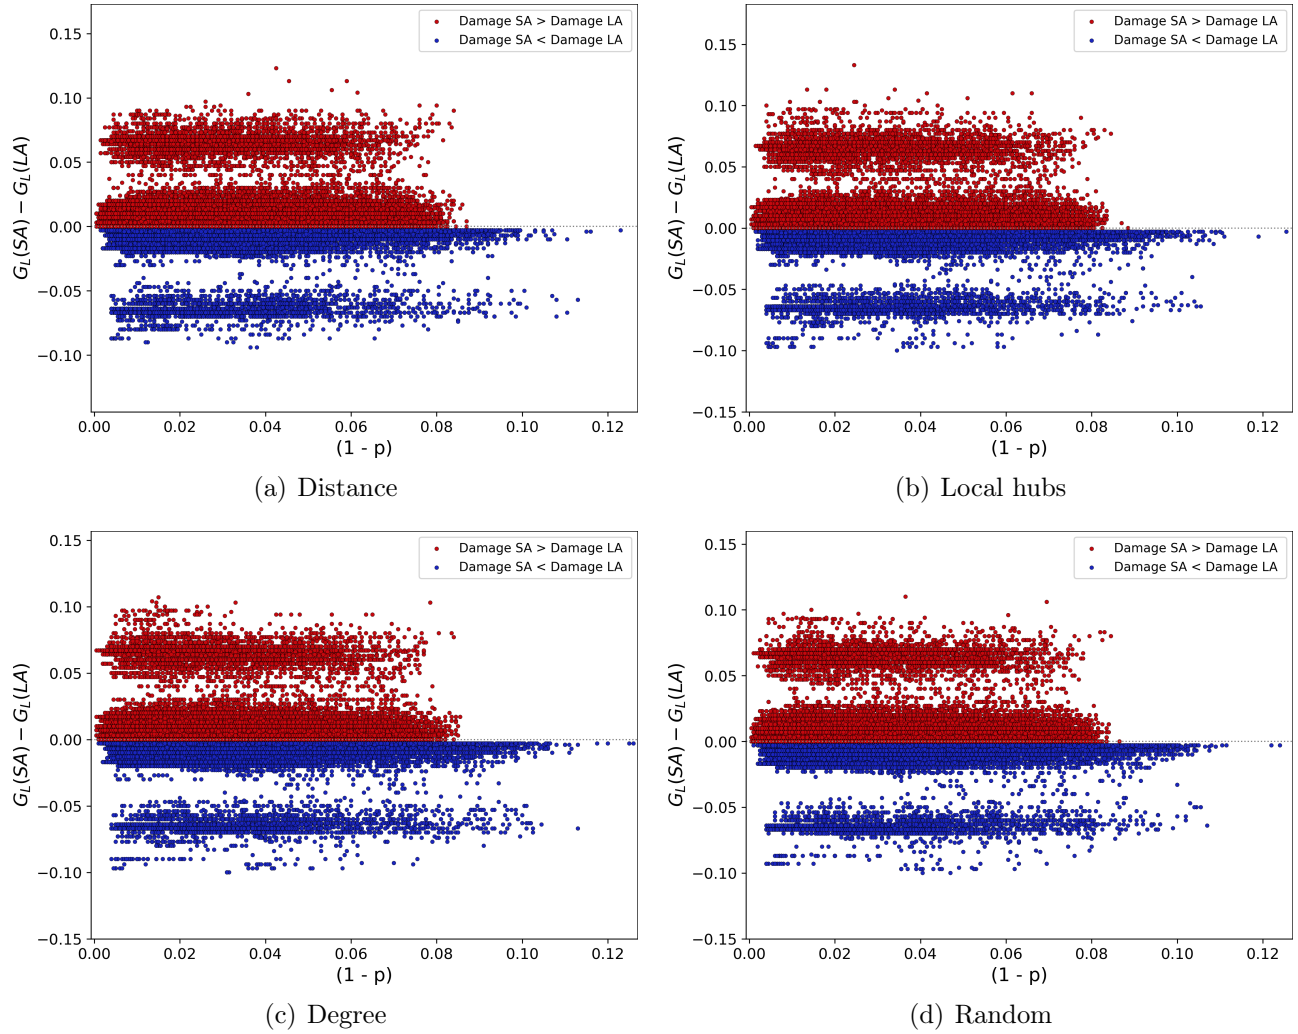 Damage SA > Damage LA
Damage SA < Damage LA
0.15
0.10
0.05
0.00
−0.05
−0.10
G_L(SA) − G_L(LA)
0.00 0.02 0.04 0.06 0.08 0.10 0.12
(1 - p)
(a) Distance
Damage SA > Damage LA
Damage SA < Damage LA
0.15
0.10
0.05
0.00
−0.05
−0.10
−0.15
G_L(SA) − G_L(LA)
0.00 0.02 0.04 0.06 0.08 0.10 0.12
(1 - p)
(b) Local hubs
Damage SA > Damage LA
Damage SA < Damage LA
0.15
0.10
0.05
0.00
−0.05
−0.10
−0.15
G_L(SA) − G_L(LA)
0.00 0.02 0.04 0.06 0.08 0.10 0.12
(1 - p)
(c) Degree
Damage SA > Damage LA
Damage SA < Damage LA
0.15
0.10
0.05
0.00
−0.05
−0.10
−0.15
G_L(SA) − G_L(LA)
0.00 0.02 0.04 0.06 0.08 0.10 0.12
(1 - p)
(d) Random